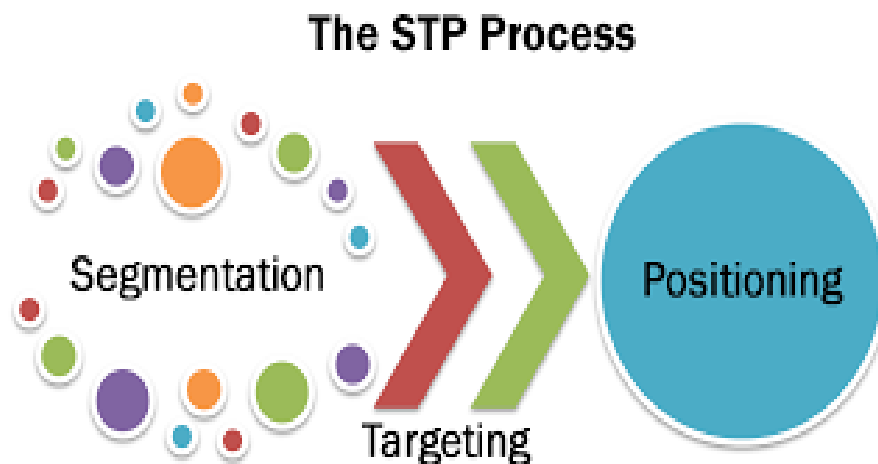 The STP Process
Segmentation
Targeting
Positioning